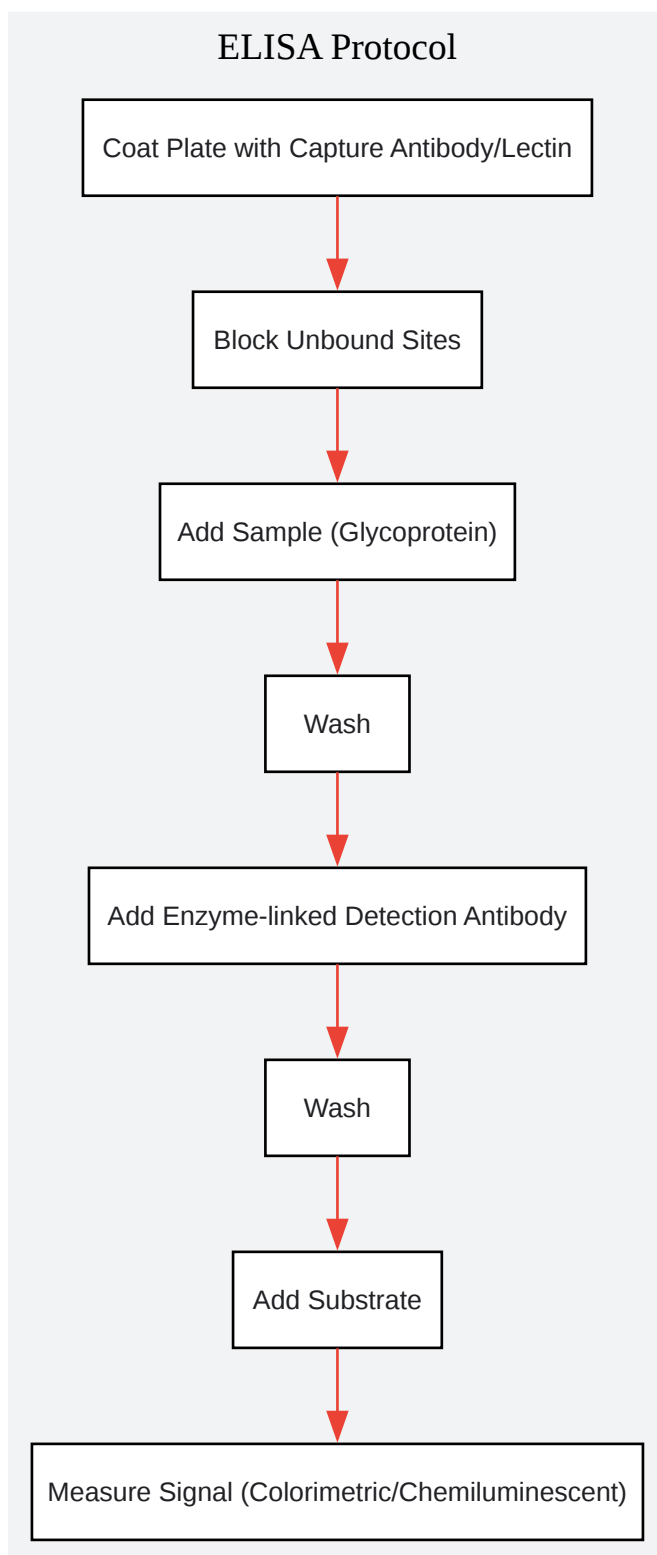 ELISA Protocol
Coat Plate with Capture Antibody/Lectin
Block Unbound Sites
Add Sample (Glycoprotein)
Wash
Add Enzyme-linked Detection Antibody
Wash
Add Substrate
Measure Signal (Colorimetric/Chemiluminescent)